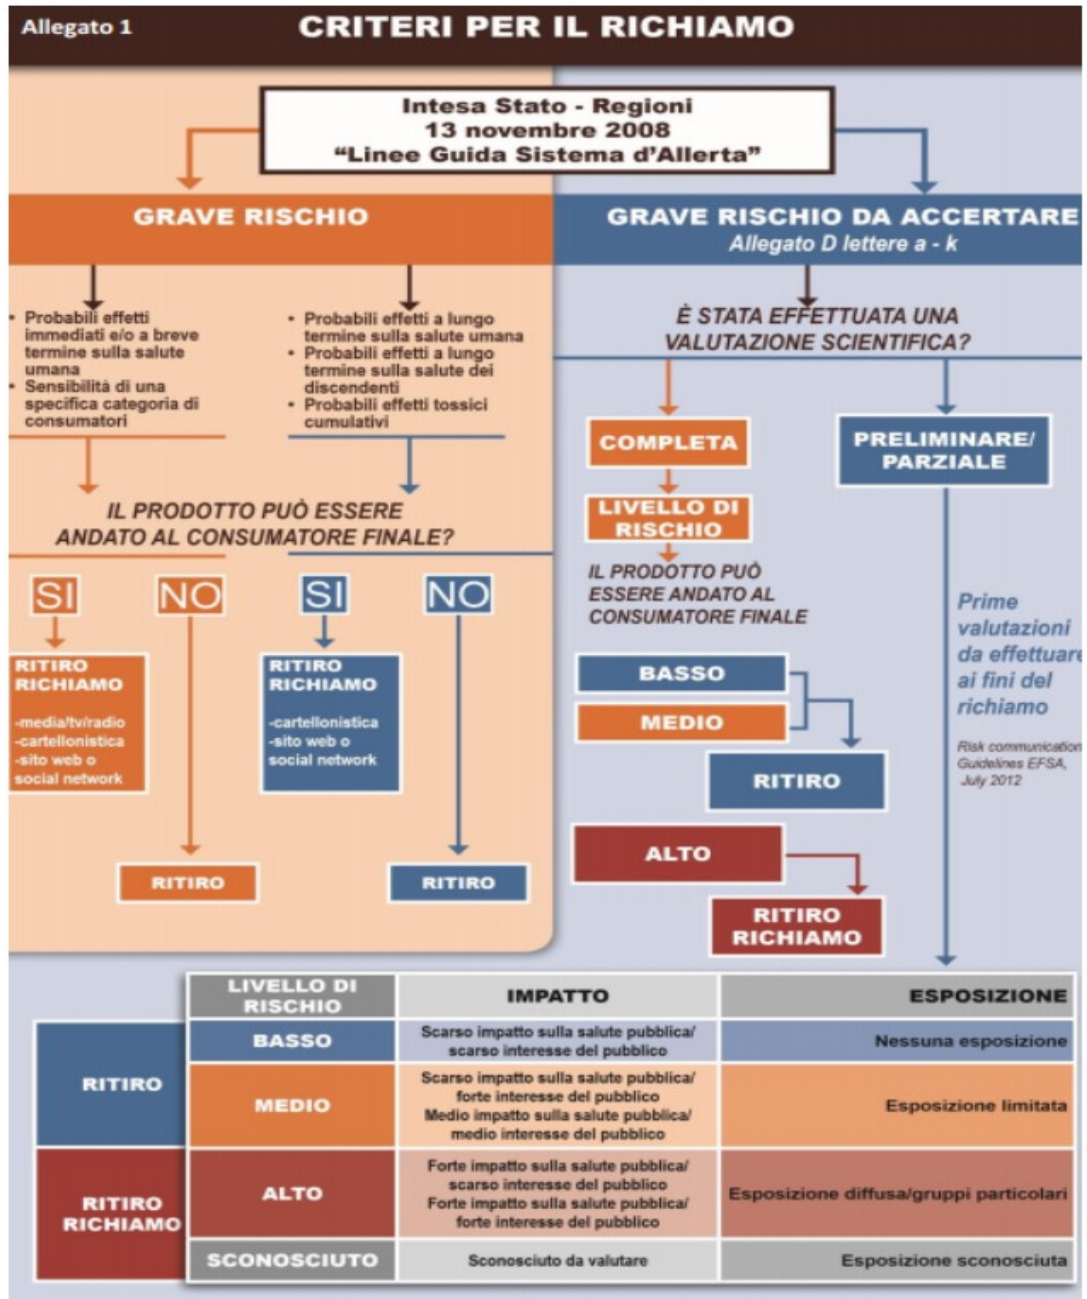 Allegato 1
CRITERI PER IL RICHIAMO
Intesa Stato - Regioni
13 novembre 2008
“Linee Guida Sistema d’Allerta”
GRAVE RISCHIO
• Probabili effetti
immediati e/o a breve
termine sulla salute
umana
• Sensibilità di una
specifica categoria di
consumatori
• Probabili effetti a lungo
termine sulla salute umana
• Probabili effetti a lungo
termine sulla salute dei
discendenti
• Probabili effetti tossici
cumulativi
IL PRODOTTO PUÒ ESSERE
ANDATO AL CONSUMATORE FINALE?
SI
NO
SI
NO
RITIRO
RICHIAMO
-media/tv/radio
-cartellonistica
-sito web o
social network
RITIRO
RICHIAMO
-cartellonistica
-sito web o
social network
RITIRO
RITIRO
GRAVE RISCHIO DA ACCERTARE
Allegato D lettere a - k
È STATA EFFETTUATA UNA
VALUTAZIONE SCIENTIFICA?
COMPLETA
PRELIMINARE/
PARZIALE
LIVELLO DI
RISCHIO
IL PRODOTTO PUÒ
ESSERE ANDATO AL
CONSUMATORE FINALE
BASSO
MEDIO
RITIRO
ALTO
RITIRO
RICHIAMO
Prime
valutazioni
da effettuare
ai fini del
richiamo
Risk communication
Guidelines EFSA,
July 2012
LIVELLO DI
RISCHIO
IMPATTO
ESPOSIZIONE
RITIRO
BASSO
Scarso impatto sulla salute pubblica/
scarso interesse del pubblico
Nessuna esposizione
MEDIO
Scarso impatto sulla salute pubblica/
forte interesse del pubblico
Medio impatto sulla salute pubblica/
medio interesse del pubblico
Esposizione limitata
RITIRO
RICHIAMO
ALTO
Forte impatto sulla salute pubblica/
scarso interesse del pubblico
Forte impatto sulla salute pubblica/
forte interesse del pubblico
Esposizione diffusa/gruppi particolari
SCONOSCIUTO
Sconosciuto da valutare
Esposizione sconosciuta